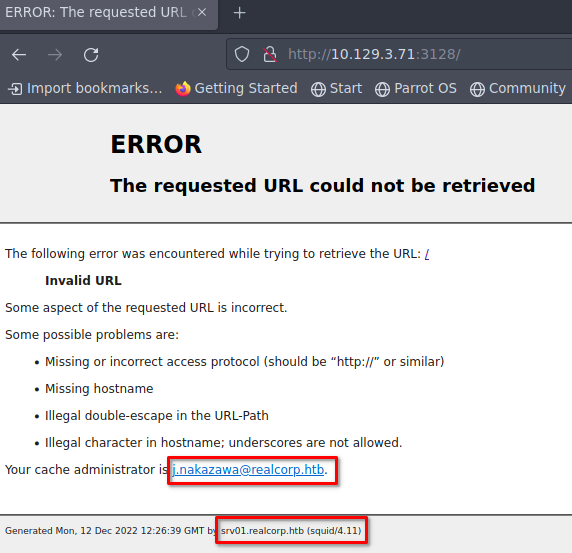 ERROR: The requested URL c
http://10.129.3.71:3128/
Import bookmarks... Getting Started Start Parrot OS Community
ERROR
The requested URL could not be retrieved
The following error was encountered while trying to retrieve the URL: /
Invalid URL
Some aspect of the requested URL is incorrect.
Some possible problems are:
• Missing or incorrect access protocol (should be “http://” or similar)
• Missing hostname
• Illegal double-escape in the URL-Path
• Illegal character in hostname; underscores are not allowed.
Your cache administrator is j.nakazawa@realcorp.htb.
Generated Mon, 12 Dec 2022 12:26:39 GMT by srv01.realcorp.htb (squid/4.11)